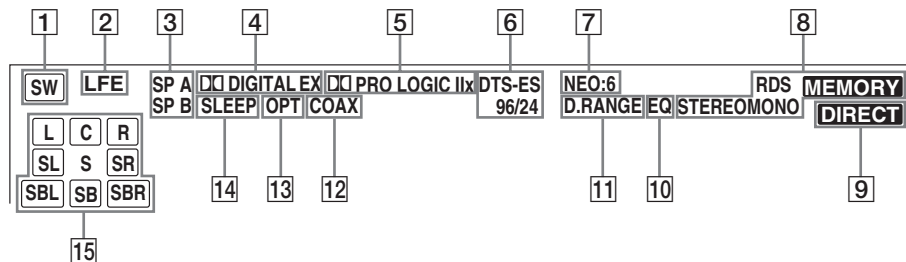 1 2 3 4 5 6 7 8
SW LFE SP A DIGITAL EX PRO LOGIC IIx DTS-ES NEO:6 RDS MEMORY
SP B SLEEP OPT COAX 96/24 D.RANGE EQ STEREO MONO DIRECT
L C R
SL S SR
SBL SB SBR
14 13 12 11 10 9
15